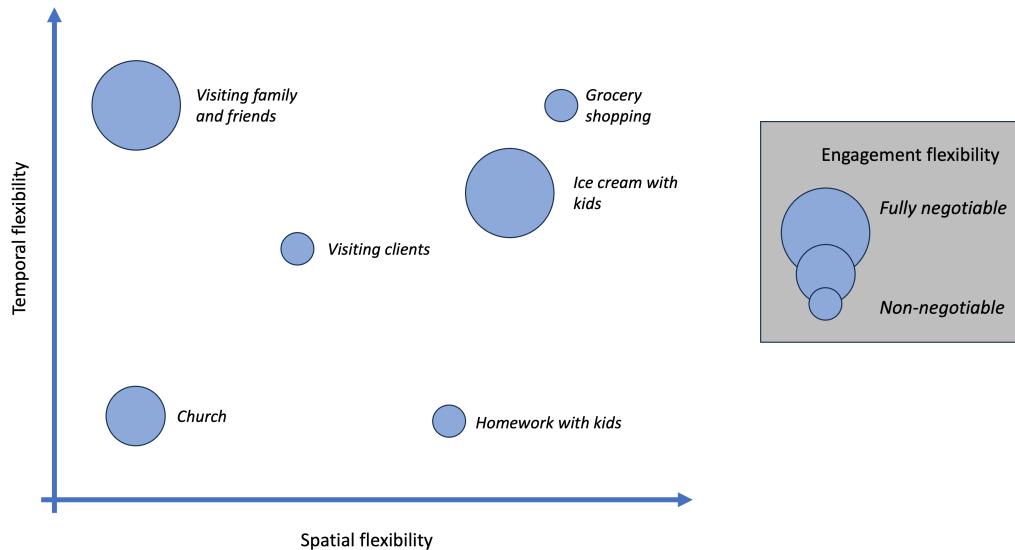 Temporal flexibility
Visiting family
and friends
Grocery
shopping
Ice cream with
kids
Visiting clients
Church
Homework with kids
Spatial flexibility
Engagement flexibility
Fully negotiable
Non-negotiable